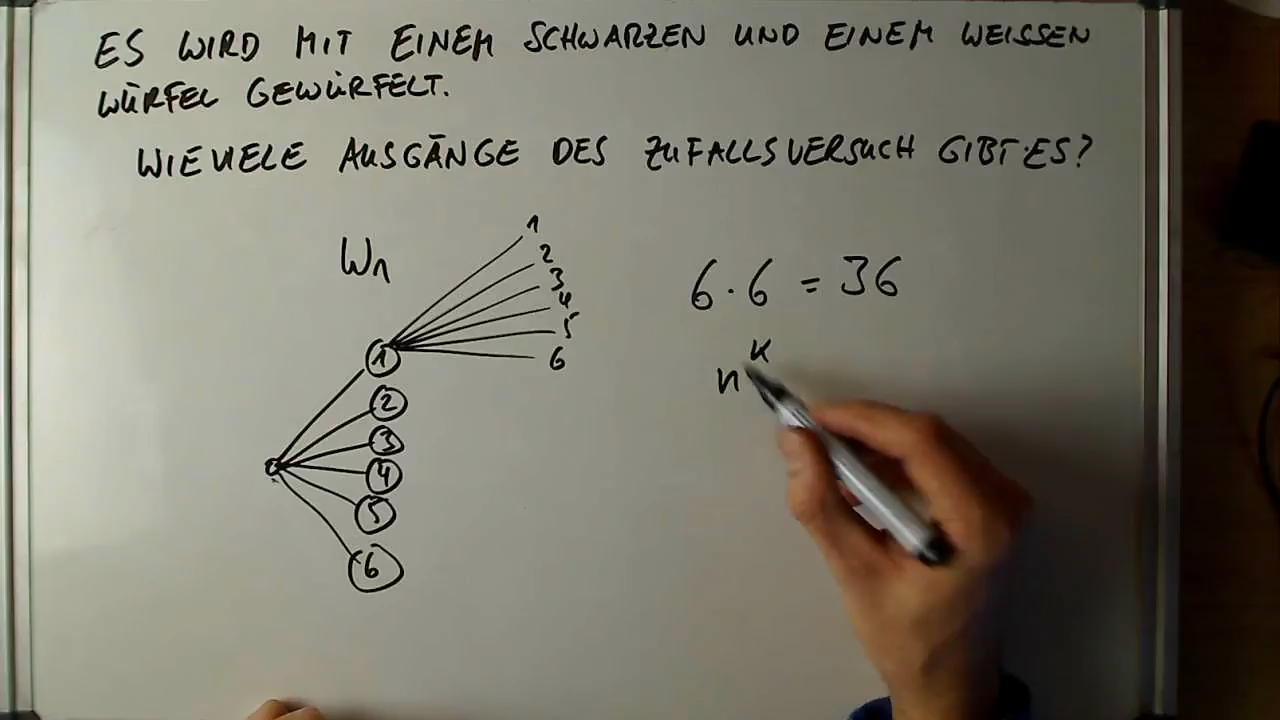 ES WIRD MIT EINEM SCHWARZEN UND EINEM WEISSEN
WÜRFEL GEWÜRFELT.
WIEVIELE AUSGÄNGE DES ZUFALLSVERSUCH GIBT ES?
W1
1
2
3
4
5
6
1
2
3
4
5
6
6 · 6 = 36
n^k